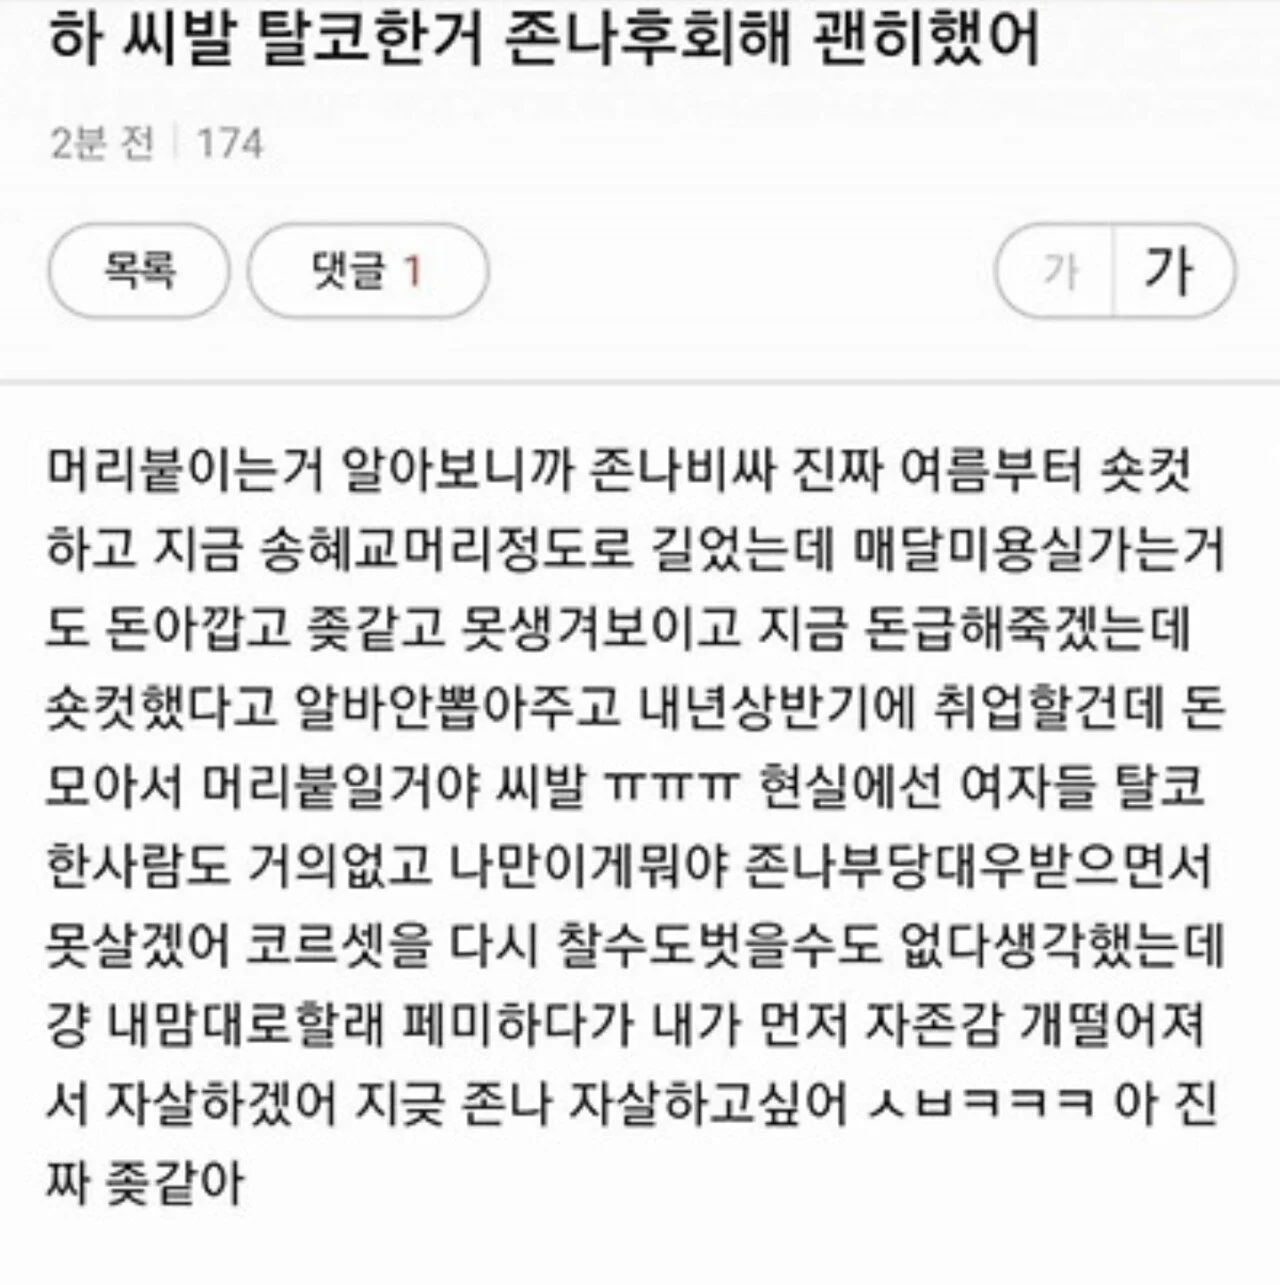 하 씨발 탈코한거 존나후회해 괜히했어
2분 전 174
목록 댓글 1 가 가
머리붙이는거 알아보니까 존나비싸 진짜 여름부터 숏컷
하고 지금 송혜교머리정도로 길었는데 매달미용실가는거
도 돈아깝고 좆같고 못생겨보이고 지금 돈급해죽겠는데
숏컷했다고 알바안뽑아주고 내년상반기에 취업할건데 돈
모아서 머리붙일거야 씨발 ㅠㅠㅠ 현실에선 여자들 탈코
한사람도 거의없고 나만이게뭐야 존나부당대우받으면서
못살겠어 코르셋을 다시 찰수도벗을수도 없다생각했는데
걍 내맘대로할래 페미하다가 내가 먼저 자존감 개떨어져
서 자살하겠어 지긎 존나 자살하고싶어 ㅅㅂㅋㅋㅋ 아 진
짜 좆같아